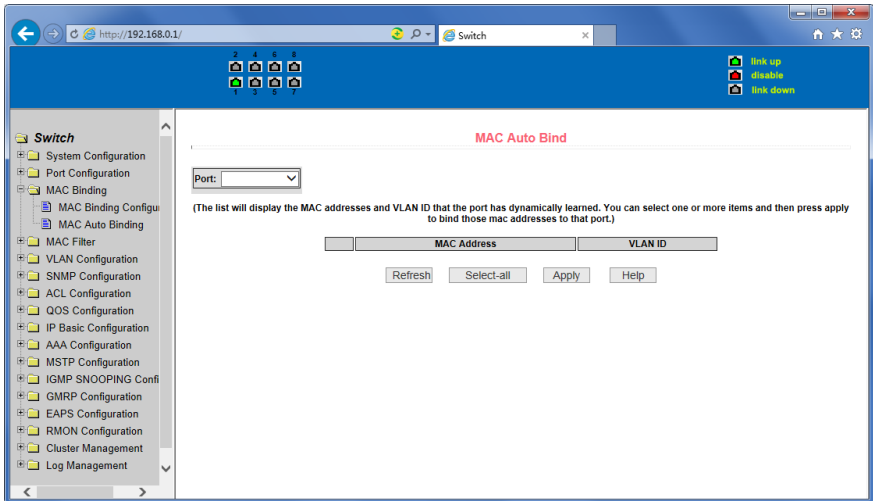 http://192.168.0.1/
Switch
2 4 6 8
1 3 5 7
link up
disable
link down
Switch
System Configuration
Port Configuration
MAC Binding
MAC Binding Configu
MAC Auto Binding
MAC Filter
VLAN Configuration
SNMP Configuration
ACL Configuration
QOS Configuration
IP Basic Configuration
AAA Configuration
MSTP Configuration
IGMP SNOOPING Confi
GMRP Configuration
EAPS Configuration
RMON Configuration
Cluster Management
Log Management
MAC Auto Bind
Port:
(The list will display the MAC addresses and VLAN ID that the port has dynamically learned. You can select one or more items and then press apply
to bind those mac addresses to that port.)
MAC Address VLAN ID
Refresh Select-all Apply Help